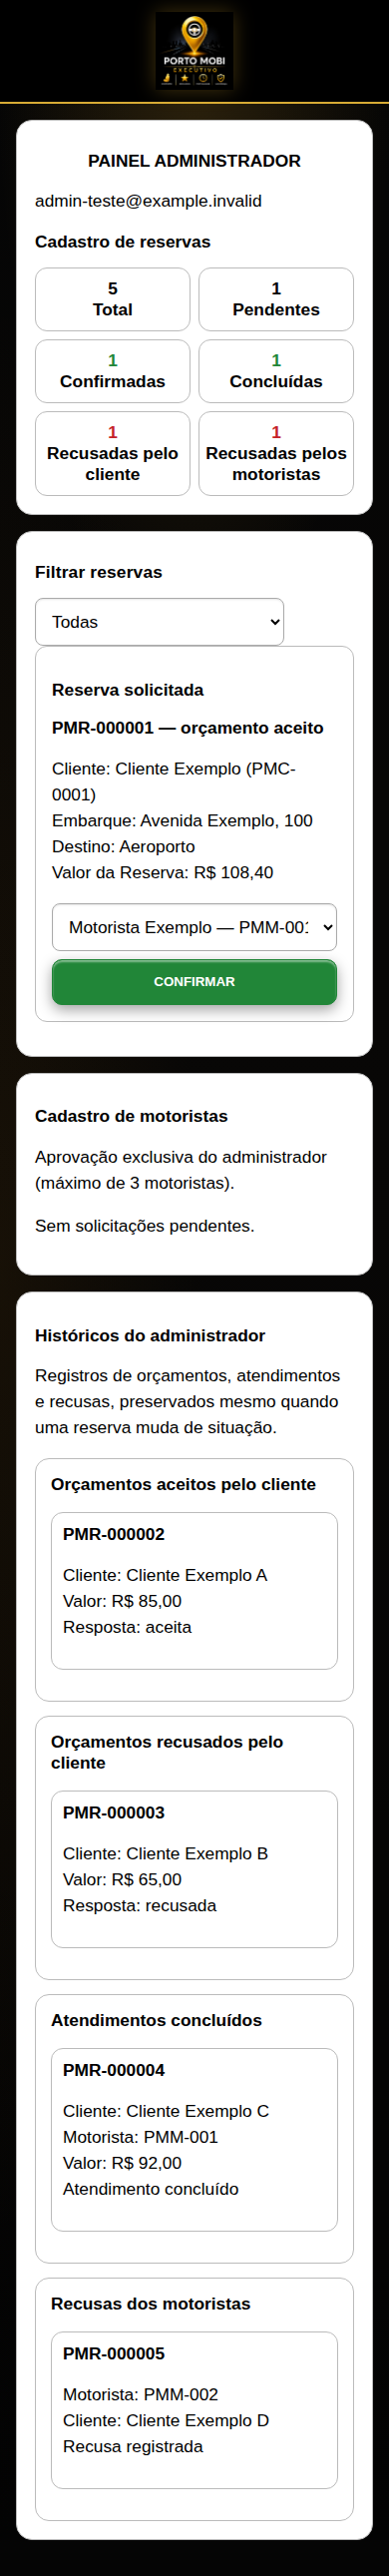 PORTO MOBI
EXECUTIVO
PAINEL ADMINISTRADOR
admin-teste@example.invalid
Cadastro de reservas
5
Total
1
Pendentes
1
Confirmadas
1
Concluídas
1
Recusadas pelo
cliente
1
Recusadas pelos
motoristas
Filtrar reservas
Todas
Reserva solicitada
PMR-000001 — orçamento aceito
Cliente: Cliente Exemplo (PMC-
0001)
Embarque: Avenida Exemplo, 100
Destino: Aeroporto
Valor da Reserva: R$ 108,40
Motorista Exemplo — PMM-001
CONFIRMAR
Cadastro de motoristas
Aprovação exclusiva do administrador
(máximo de 3 motoristas).
Sem solicitações pendentes.
Históricos do administrador
Registros de orçamentos, atendimentos
e recusas, preservados mesmo quando
uma reserva muda de situação.
Orçamentos aceitos pelo cliente
PMR-000002
Cliente: Cliente Exemplo A
Valor: R$ 85,00
Resposta: aceita
Orçamentos recusados pelo
cliente
PMR-000003
Cliente: Cliente Exemplo B
Valor: R$ 65,00
Resposta: recusada
Atendimentos concluídos
PMR-000004
Cliente: Cliente Exemplo C
Motorista: PMM-001
Valor: R$ 92,00
Atendimento concluído
Recusas dos motoristas
PMR-000005
Motorista: PMM-002
Cliente: Cliente Exemplo D
Recusa registrada